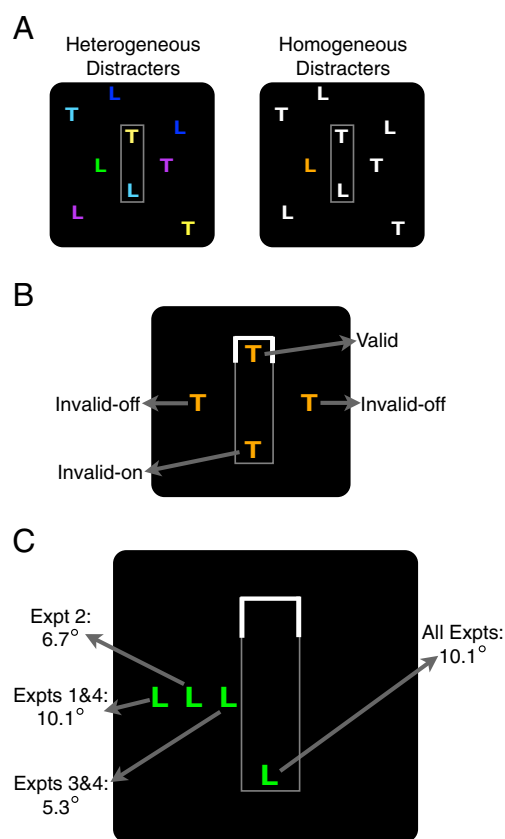 A
Heterogeneous Homogeneous
Distracters Distracters
L L
T T
L L
T T
L T L T
L L
L L
T T
B
T Valid
Invalid-off T T Invalid-off
T
Invalid-on
C
Expt 2:
6.7°
All Expts:
10.1°
Expts 1&4:
10.1°
L L L
Expts 3&4:
5.3°
L